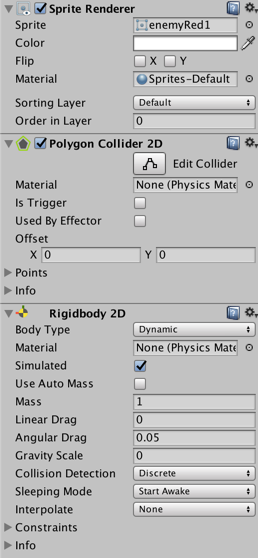 Sprite Renderer
Sprite enemyRed1
Color
Flip X Y
Material Sprites-Default
Sorting Layer Default
Order in Layer 0
Polygon Collider 2D
Edit Collider
Material None (Physics Mate
Is Trigger
Used By Effector
Offset
X 0 Y 0
Points
Info
Rigidbody 2D
Body Type Dynamic
Material None (Physics Mate
Simulated
Use Auto Mass
Mass 1
Linear Drag 0
Angular Drag 0.05
Gravity Scale 0
Collision Detection Discrete
Sleeping Mode Start Awake
Interpolate None
Constraints
Info